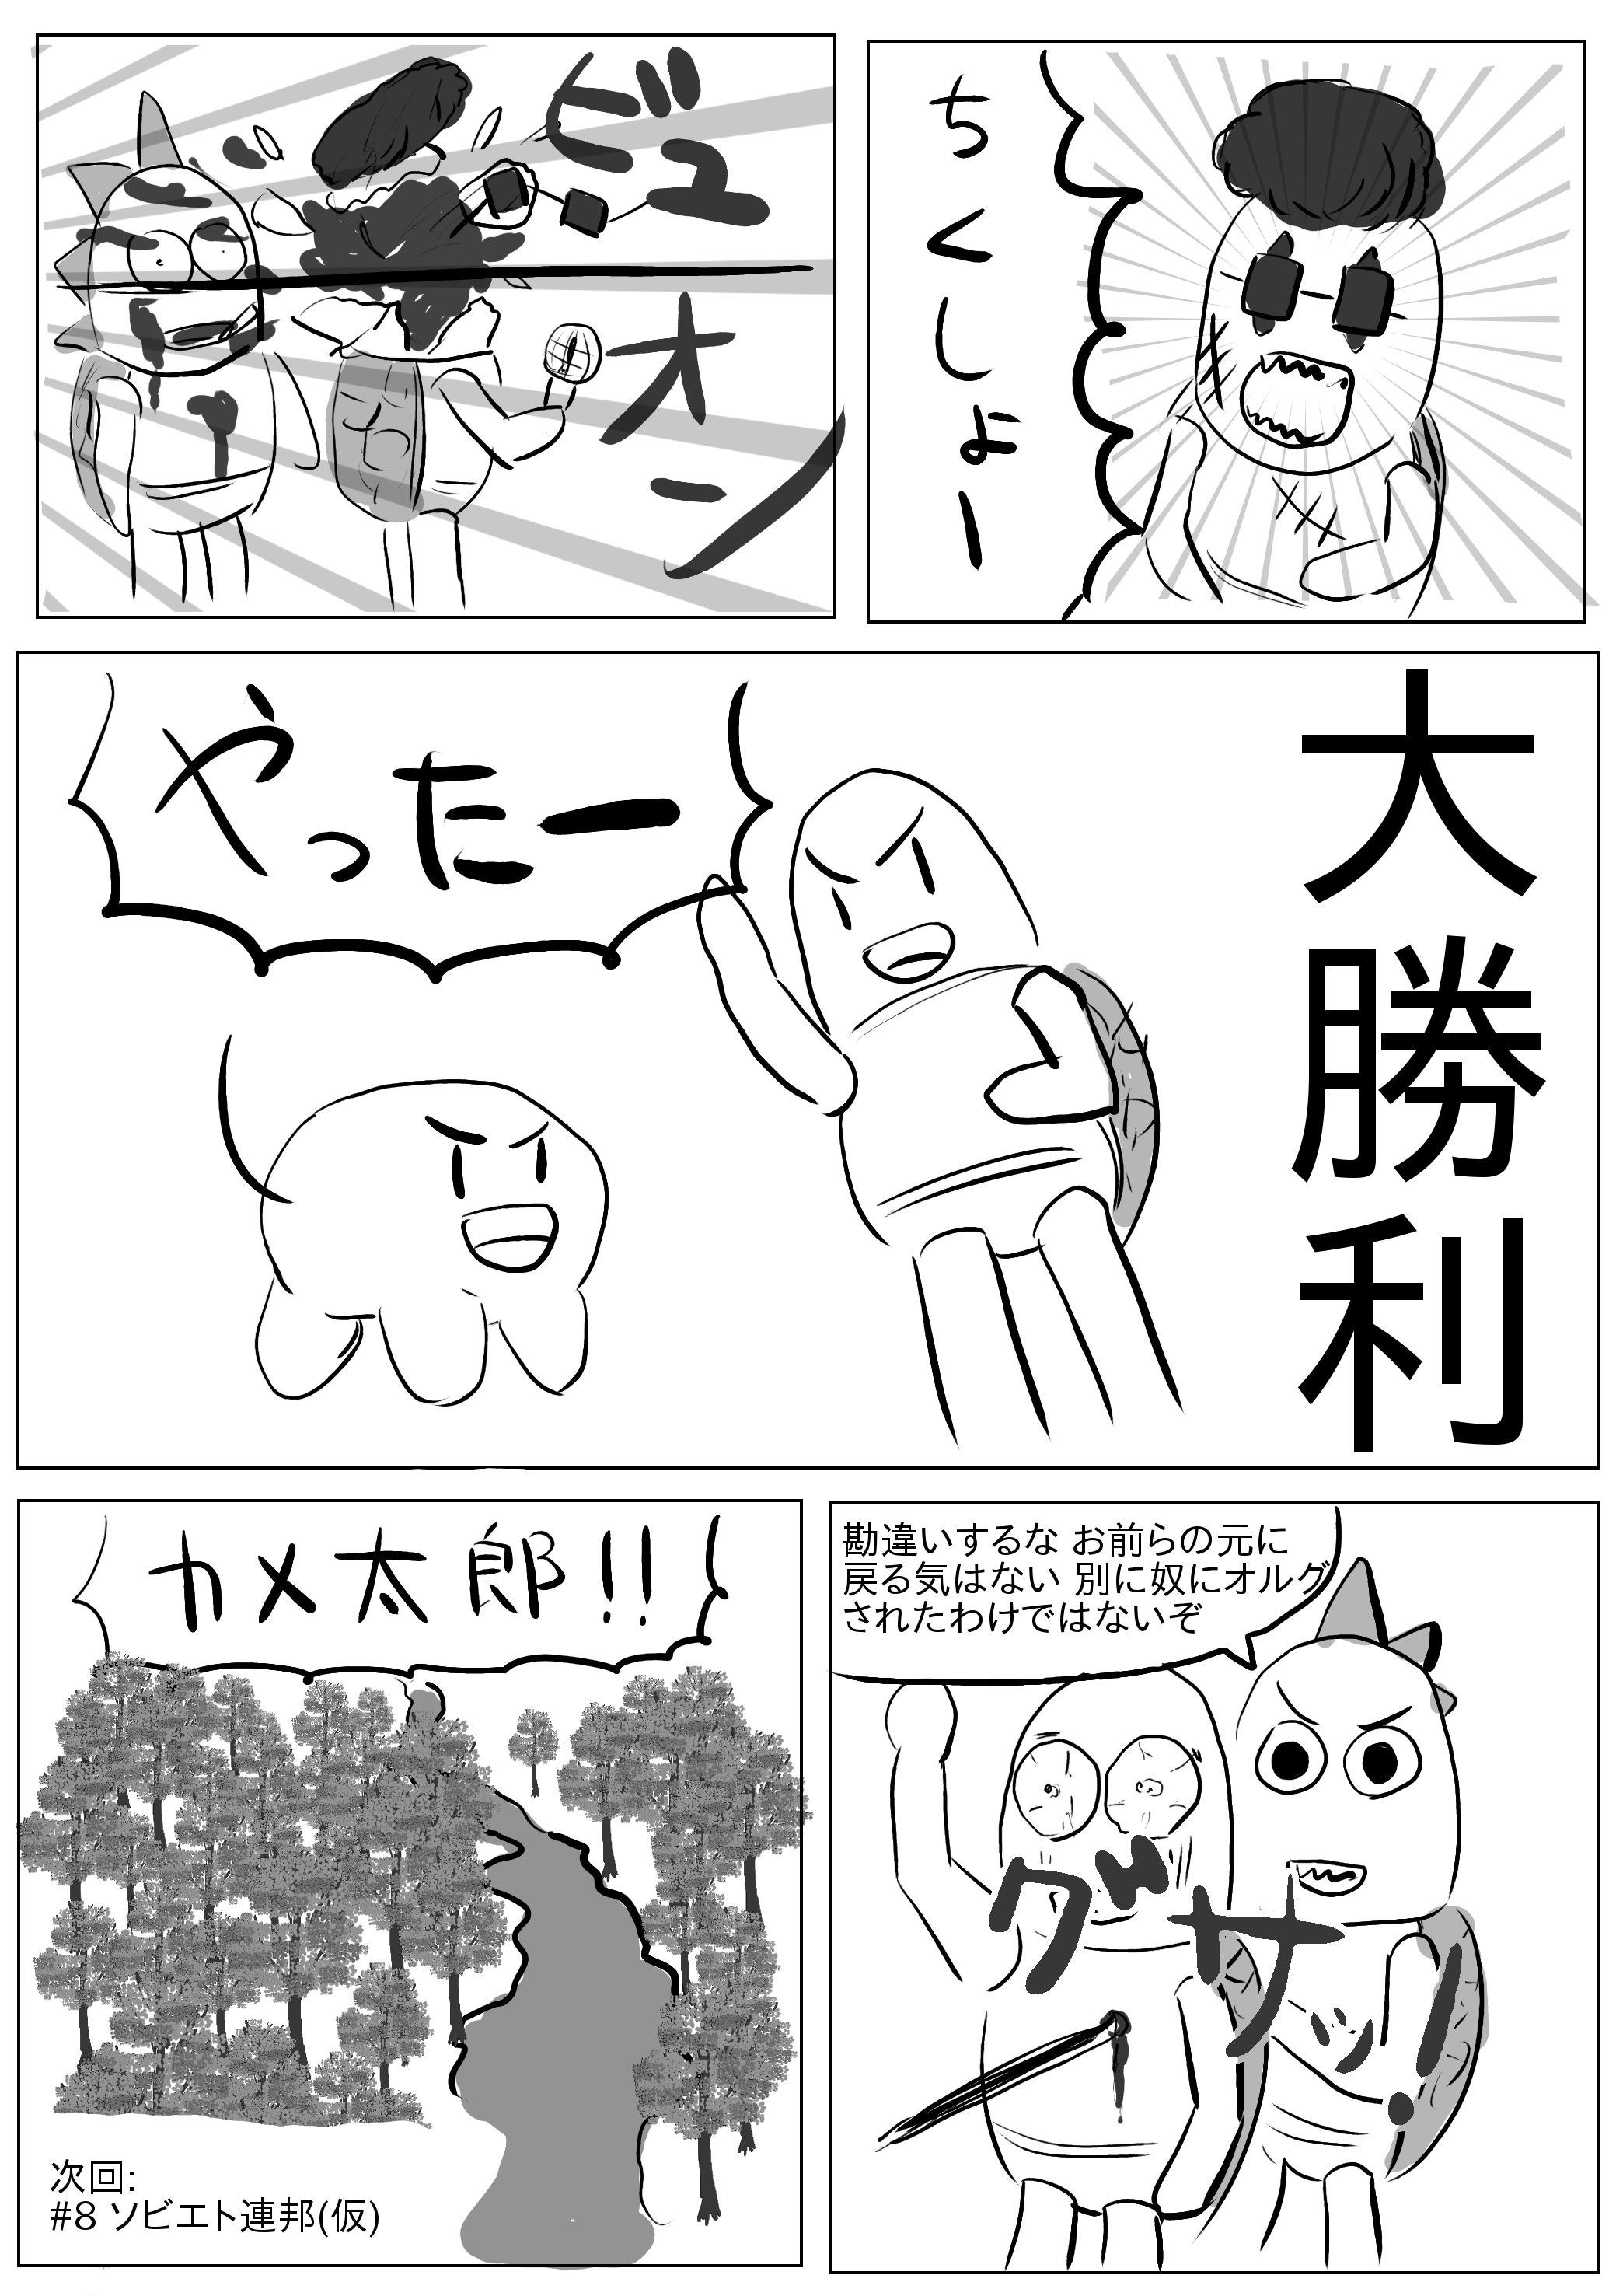 ちくしょー
ビュオン
大勝利
やったー
勘違いするな お前らの元に
戻る気はない 別に奴にオルグ
されたわけではないぞ
グサッ!
カメ太郎!!
次回:
#8 ソビエト連邦(仮)